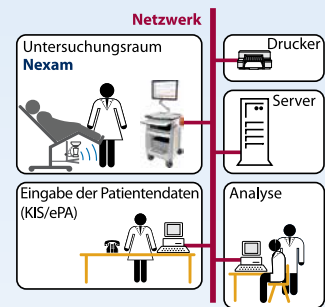 Netzwerk
Untersuchungsraum
Nexam
Drucker
Server
Eingabe der Patientendaten
(KIS/ePA)
Analyse